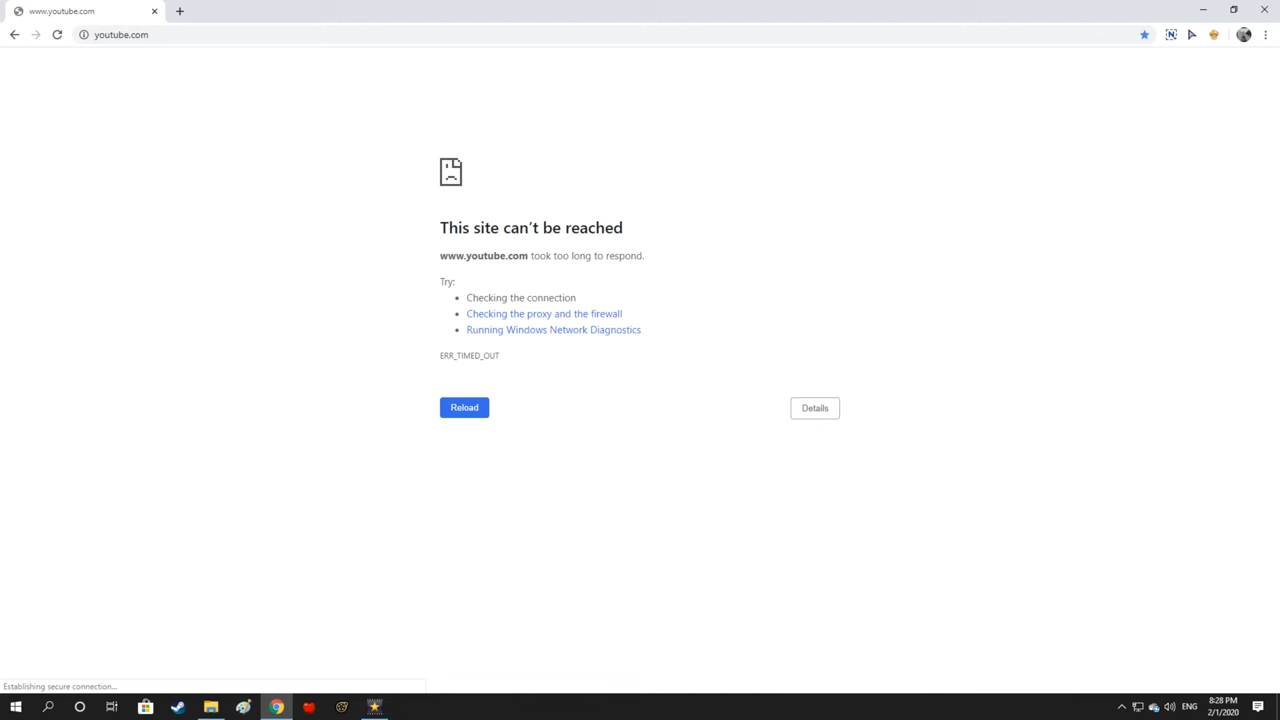 www.youtube.com
youtube.com
This site can't be reached
www.youtube.com took too long to respond.
Try:
Checking the connection
Checking the proxy and the firewall
Running Windows Network Diagnostics
ERR_TIMED_OUT
Reload
Details
Establishing secure connection...
ENG
8:28 PM
2/1/2020